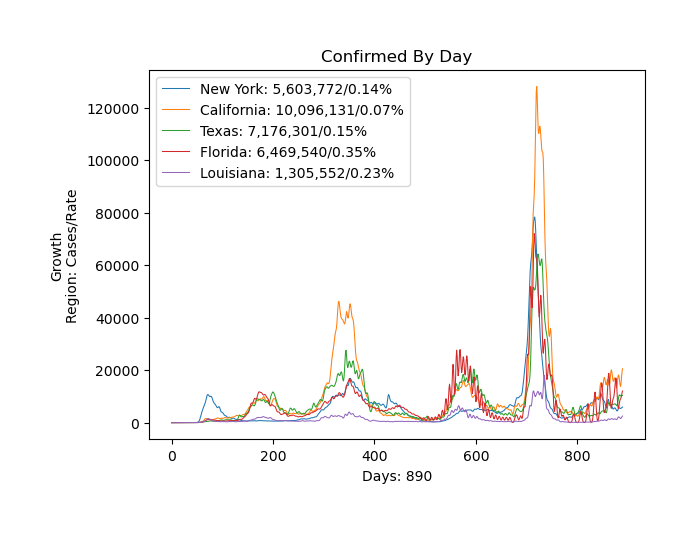 Confirmed By Day
New York: 5,603,772/0.14%
California: 10,096,131/0.07%
Texas: 7,176,301/0.15%
Florida: 6,469,540/0.35%
Louisiana: 1,305,552/0.23%
Growth
Region: Cases/Rate
120000
100000
80000
60000
40000
20000
0
0 200 400 600 800
Days: 890